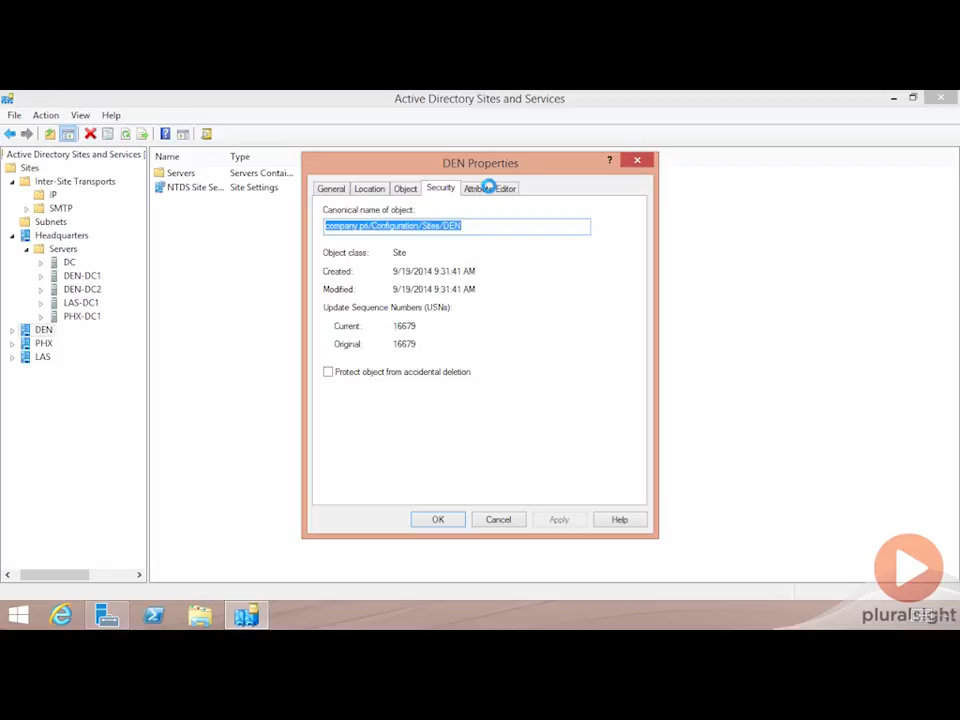 Active Directory Sites and Services
File Action View Help
Active Directory Sites and Services [
Sites
Inter-Site Transports
IP
SMTP
Subnets
Headquarters
Servers
DC
DEN-DC1
DEN-DC2
LAS-DC1
PHX-DC1
DEN
PHX
LAS
Name Type
Servers Servers Contai...
NTDS Site Se... Site Settings
DEN Properties
General Location Object Security Attribute Editor
Canonical name of object:
company.pri/Configuration/Sites/DEN
Object class: Site
Created: 9/19/2014 9:31:41 AM
Modified: 9/19/2014 9:31:41 AM
Update Sequence Numbers (USNs):
Current: 16679
Original: 16679
Protect object from accidental deletion
OK Cancel Apply Help
pluralsight